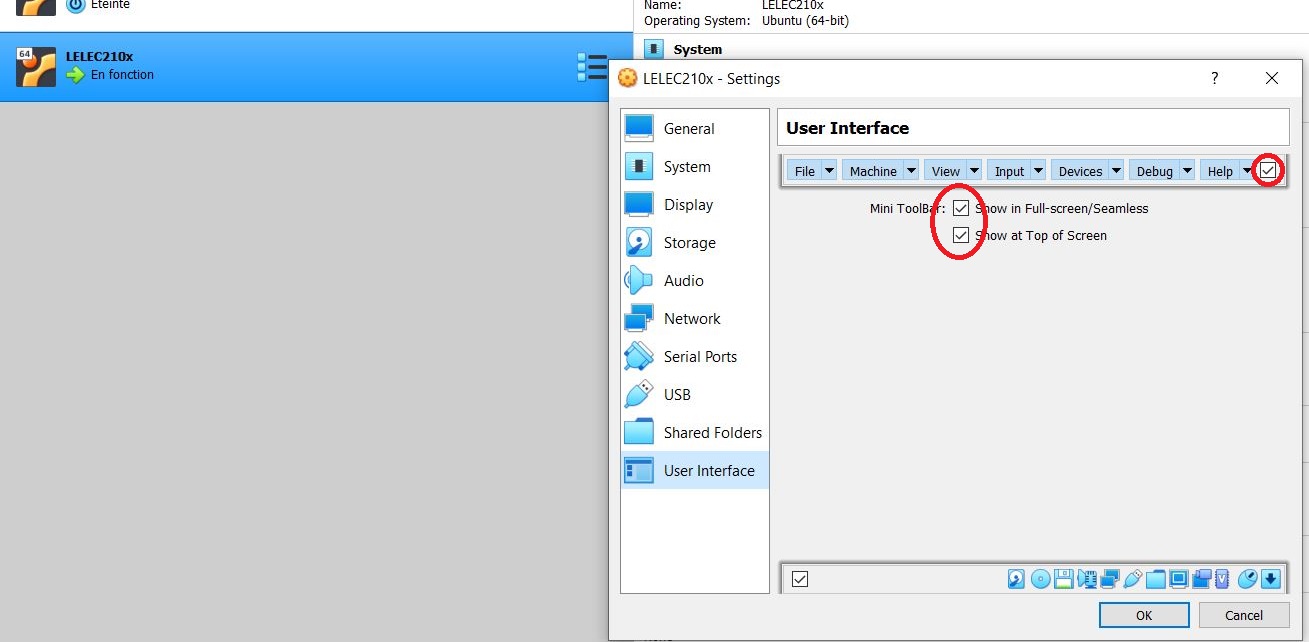 Éteinte
Name: LELEC210x
Operating System: Ubuntu (64-bit)
System
64
LELEC210x
En fonction
LELEC210x - Settings
?
General
System
Display
Storage
Audio
Network
Serial Ports
USB
Shared Folders
User Interface
User Interface
File Machine View Input Devices Debug Help
Mini ToolBar: Show in Full-screen/Seamless
Show at Top of Screen
V
OK Cancel